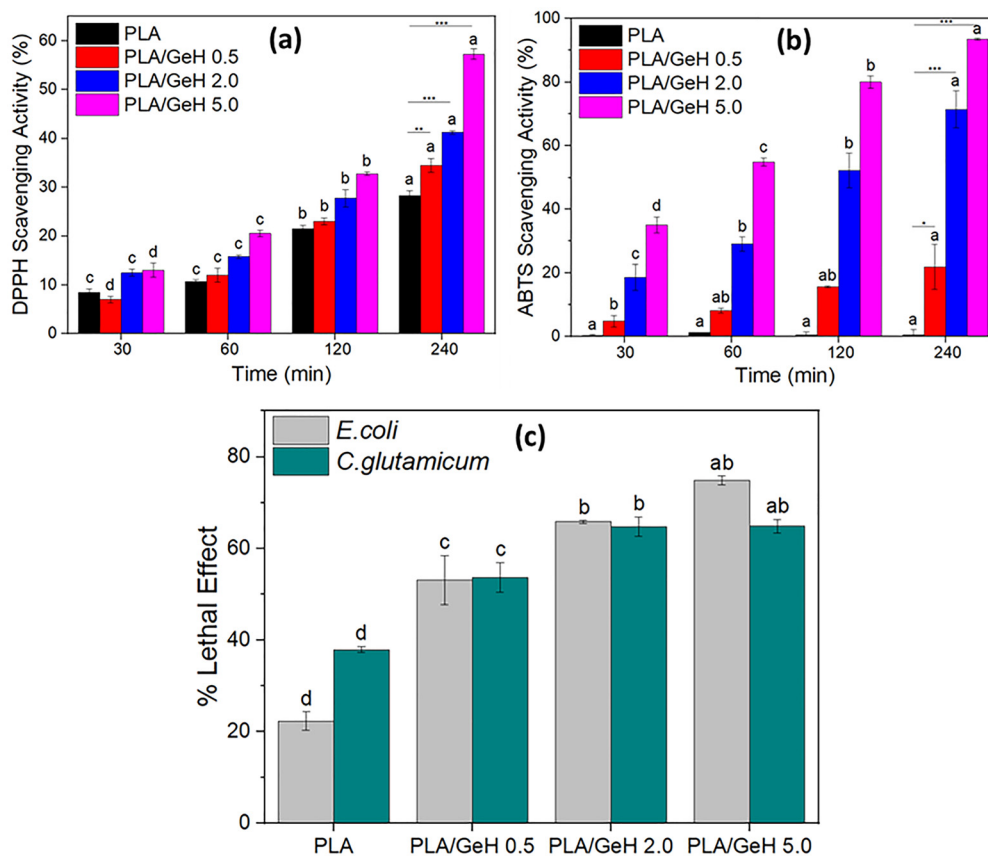 (a)
PLA
PLA/GeH 0.5
PLA/GeH 2.0
PLA/GeH 5.0
DPPH Scavenging Activity (%)
60
50
40
30
20
10
0
c d c d
c c c c
b b b b
a a a a
** *** ***
30 60 120 240
Time (min)
(b)
PLA
PLA/GeH 0.5
PLA/GeH 2.0
PLA/GeH 5.0
ABTS Scavenging Activity (%)
100
80
60
40
20
0
a b c d
a ab b c
a ab b b
a a a a
* *** ***
30 60 120 240
Time (min)
(c)
E.coli
C.glutamicum
% Lethal Effect
80
60
40
20
0
d d c c b b ab ab
PLA PLA/GeH 0.5 PLA/GeH 2.0 PLA/GeH 5.0